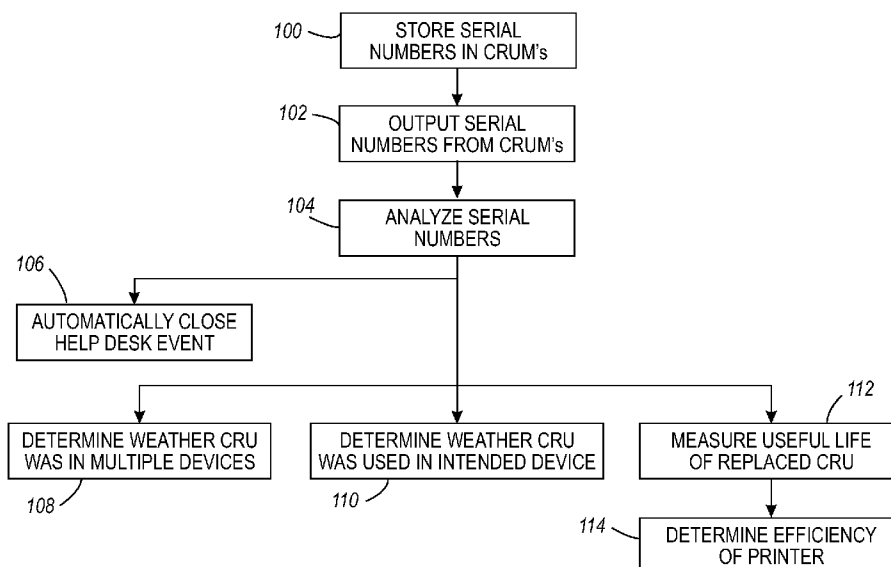 100
STORE SERIAL
NUMBERS IN CRUM's
102
OUTPUT SERIAL
NUMBERS FROM CRUM's
104
ANALYZE SERIAL
NUMBERS
106
AUTOMATICALLY CLOSE
HELP DESK EVENT
112
DETERMINE WEATHER CRU
WAS IN MULTIPLE DEVICES
108
DETERMINE WEATHER CRU
WAS USED IN INTENDED DEVICE
110
MEASURE USEFUL LIFE
OF REPLACED CRU
114
DETERMINE EFFICIENCY
OF PRINTER